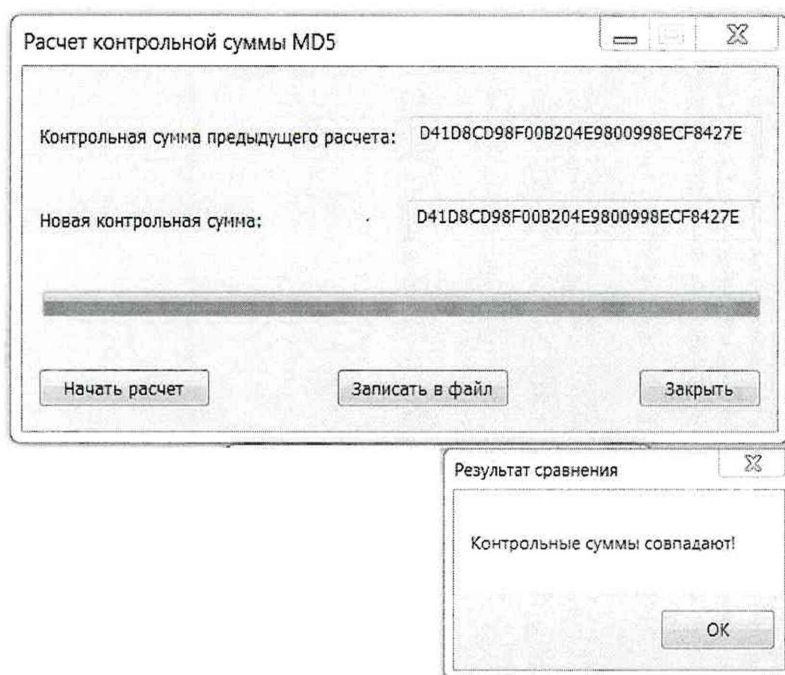 Расчет контрольной суммы MD5
Контрольная сумма предыдущего расчета: D41D8CD98F00B204E9800998ECF8427E
Новая контрольная сумма: D41D8CD98F00B204E9800998ECF8427E
Начать расчет Записать в файл Закрыть
Результат сравнения
Контрольные суммы совпадают!
OK